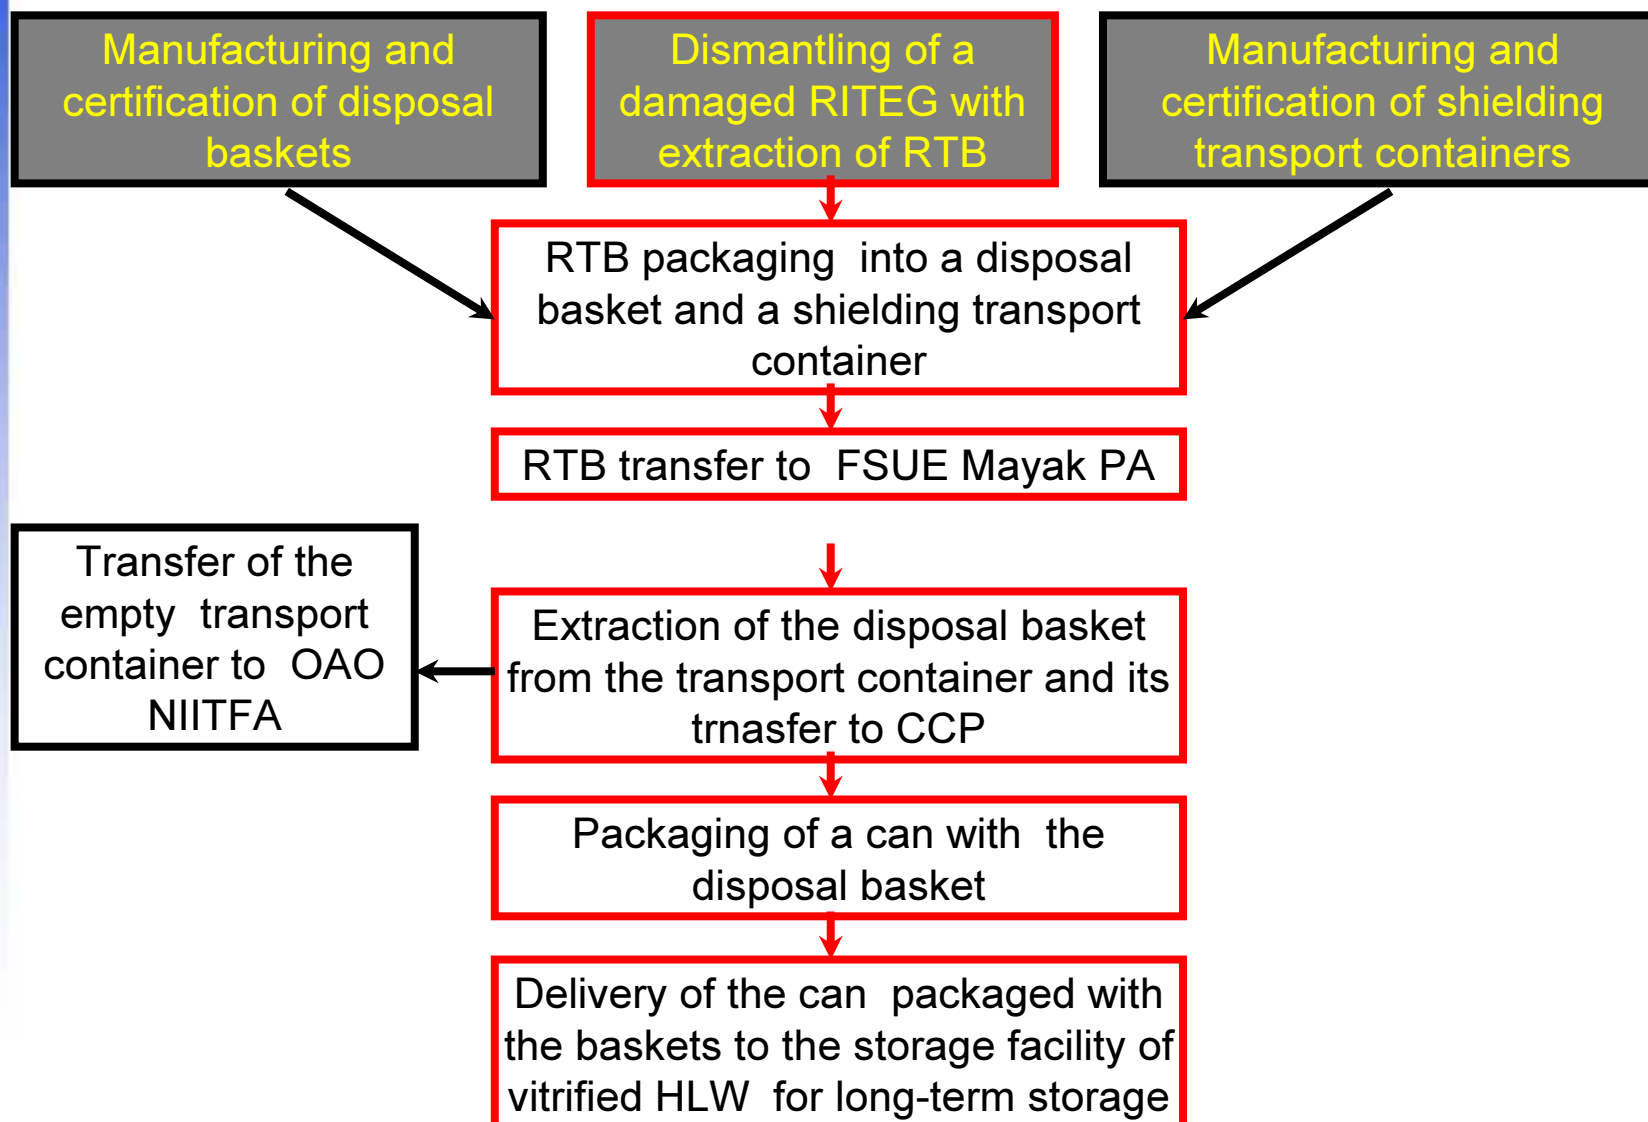 Manufacturing and
certification of disposal
baskets
Dismantling of a
damaged RITEG with
extraction of RTB
Manufacturing and
certification of shielding
transport containers
RTB packaging  into a disposal
basket and a shielding transport
container
RTB transfer to  FSUE Mayak PA
Transfer of the
empty  transport
container to  OAO
NIITFA
Extraction of the disposal basket
from the transport container and its
trnasfer to CCP
Packaging of a can with  the
disposal basket
Delivery of the can  packaged with
the baskets to the storage facility of
vitrified HLW  for long-term storage